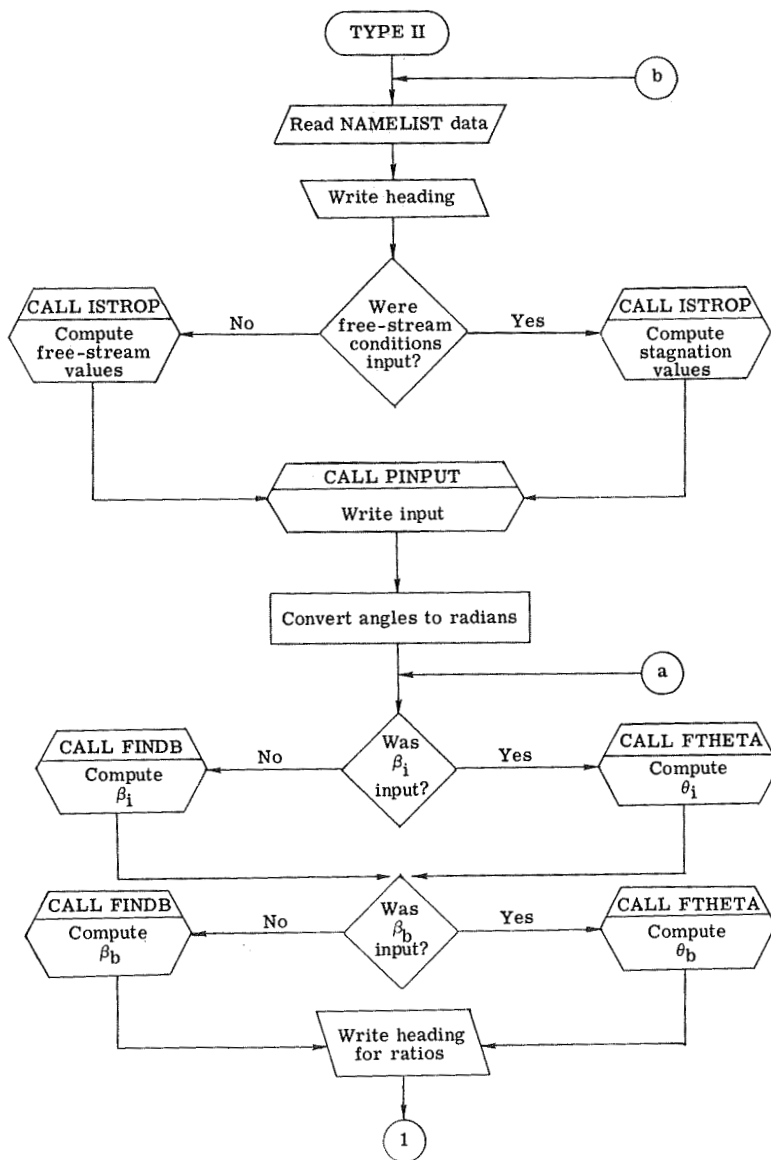 TYPE II
b
Read NAMELIST data
Write heading
CALL ISTROP
Compute
free-stream
values
No
Were
free-stream
conditions
input?
Yes
CALL ISTROP
Compute
stagnation
values
CALL PINPUT
Write input
Convert angles to radians
a
CALL FINDB
Compute
βi
No
Was
βi
input?
Yes
CALL FTHETA
Compute
θi
CALL FINDB
Compute
βb
No
Was
βb
input?
Yes
CALL FTHETA
Compute
θb
Write heading
for ratios
1